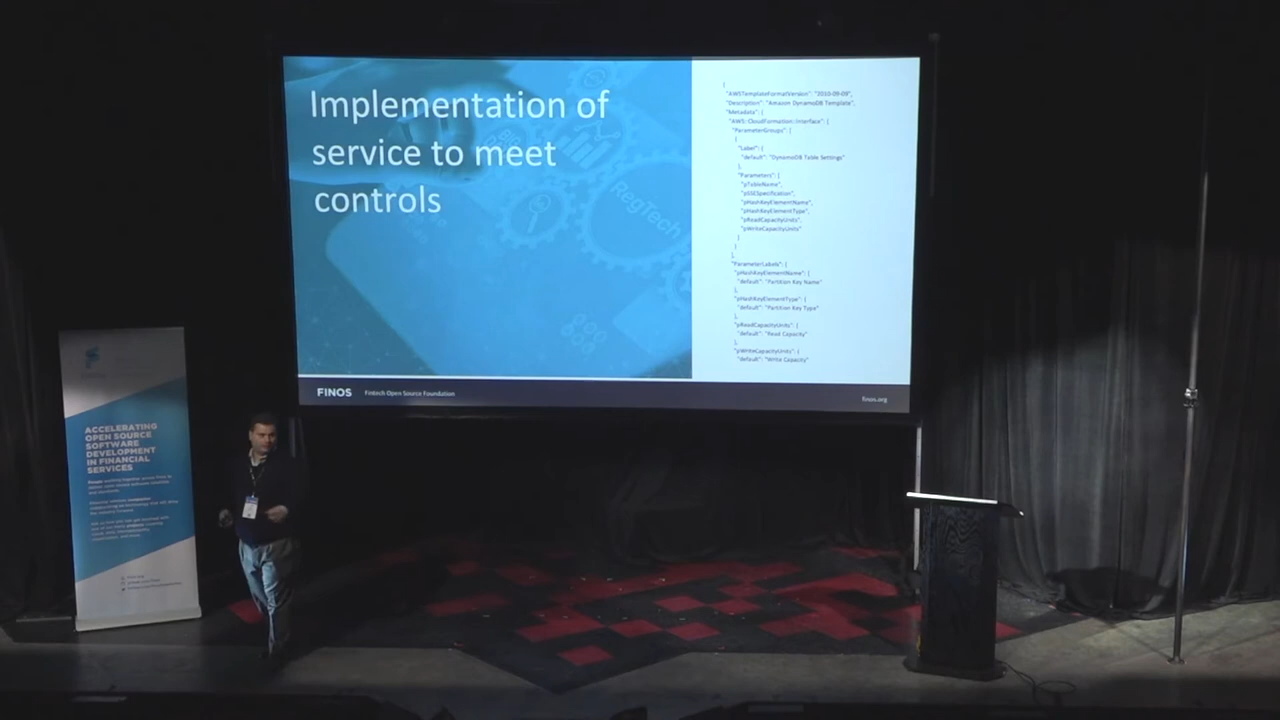 Implementation of
service to meet
controls
RegTech
{
"AWSTemplateFormatVersion": "2010-09-09",
"Description": "Amazon DynamoDB Template",
"Metadata": {
"AWS::CloudFormation::Interface": {
"ParameterGroups": [
{
"Label": {
"default": "DynamoDB Table Settings"
},
"Parameters": [
"pTableName",
"pSSESpecification",
"pHashKeyElementName",
"pHashKeyElementType",
"pReadCapacityUnits",
"pWriteCapacityUnits"
]
}
],
"ParameterLabels": {
"pHashKeyElementName": {
"default": "Partition Key Name"
},
"pHashKeyElementType": {
"default": "Partition Key Type"
},
"pReadCapacityUnits": {
"default": "Read Capacity"
},
"pWriteCapacityUnits": {
"default": "Write Capacity"
FINOS Fintech Open Source Foundation finos.org
ACCELERATING
OPEN SOURCE
SOFTWARE
DEVELOPMENT
IN FINANCIAL
SERVICES